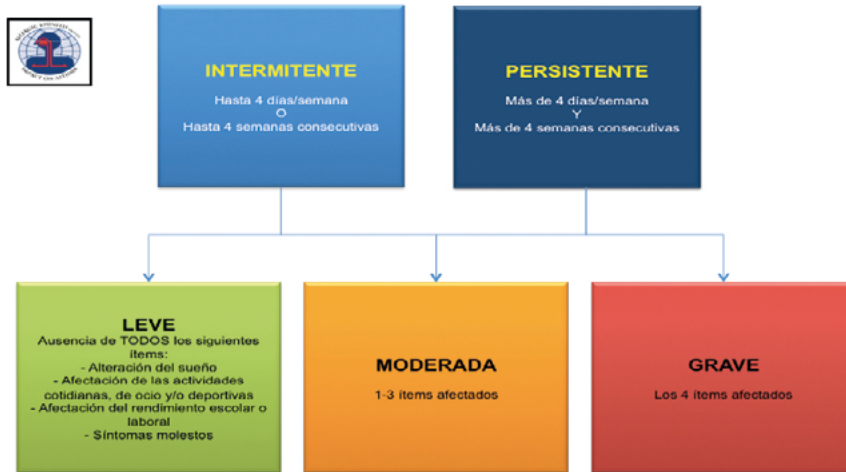 INTERMITENTE
Hasta 4 días/semana
O
Hasta 4 semanas consecutivas
PERSISTENTE
Más de 4 días/semana
Y
Más de 4 semanas consecutivas
LEVE
Ausencia de TODOS los siguientes
ítems:
- Alteración del sueño
- Afectación de las actividades
cotidianas, de ocio y/o deportivas
- Afectación del rendimiento escolar o
laboral
- Síntomas molestos
MODERADA
1-3 ítems afectados
GRAVE
Los 4 ítems afectados